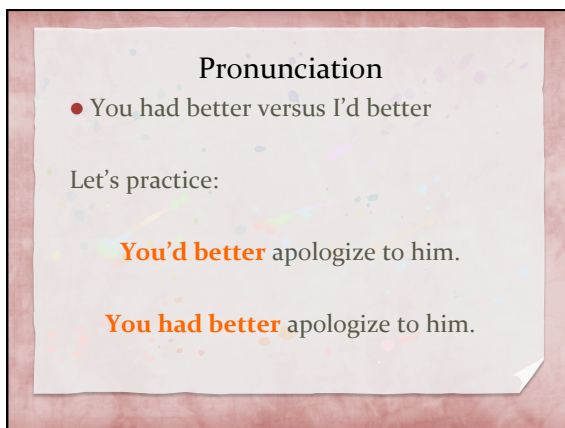 Pronunciation
● You had better versus I’d better
Let’s practice:
You’d better apologize to him.
You had better apologize to him.